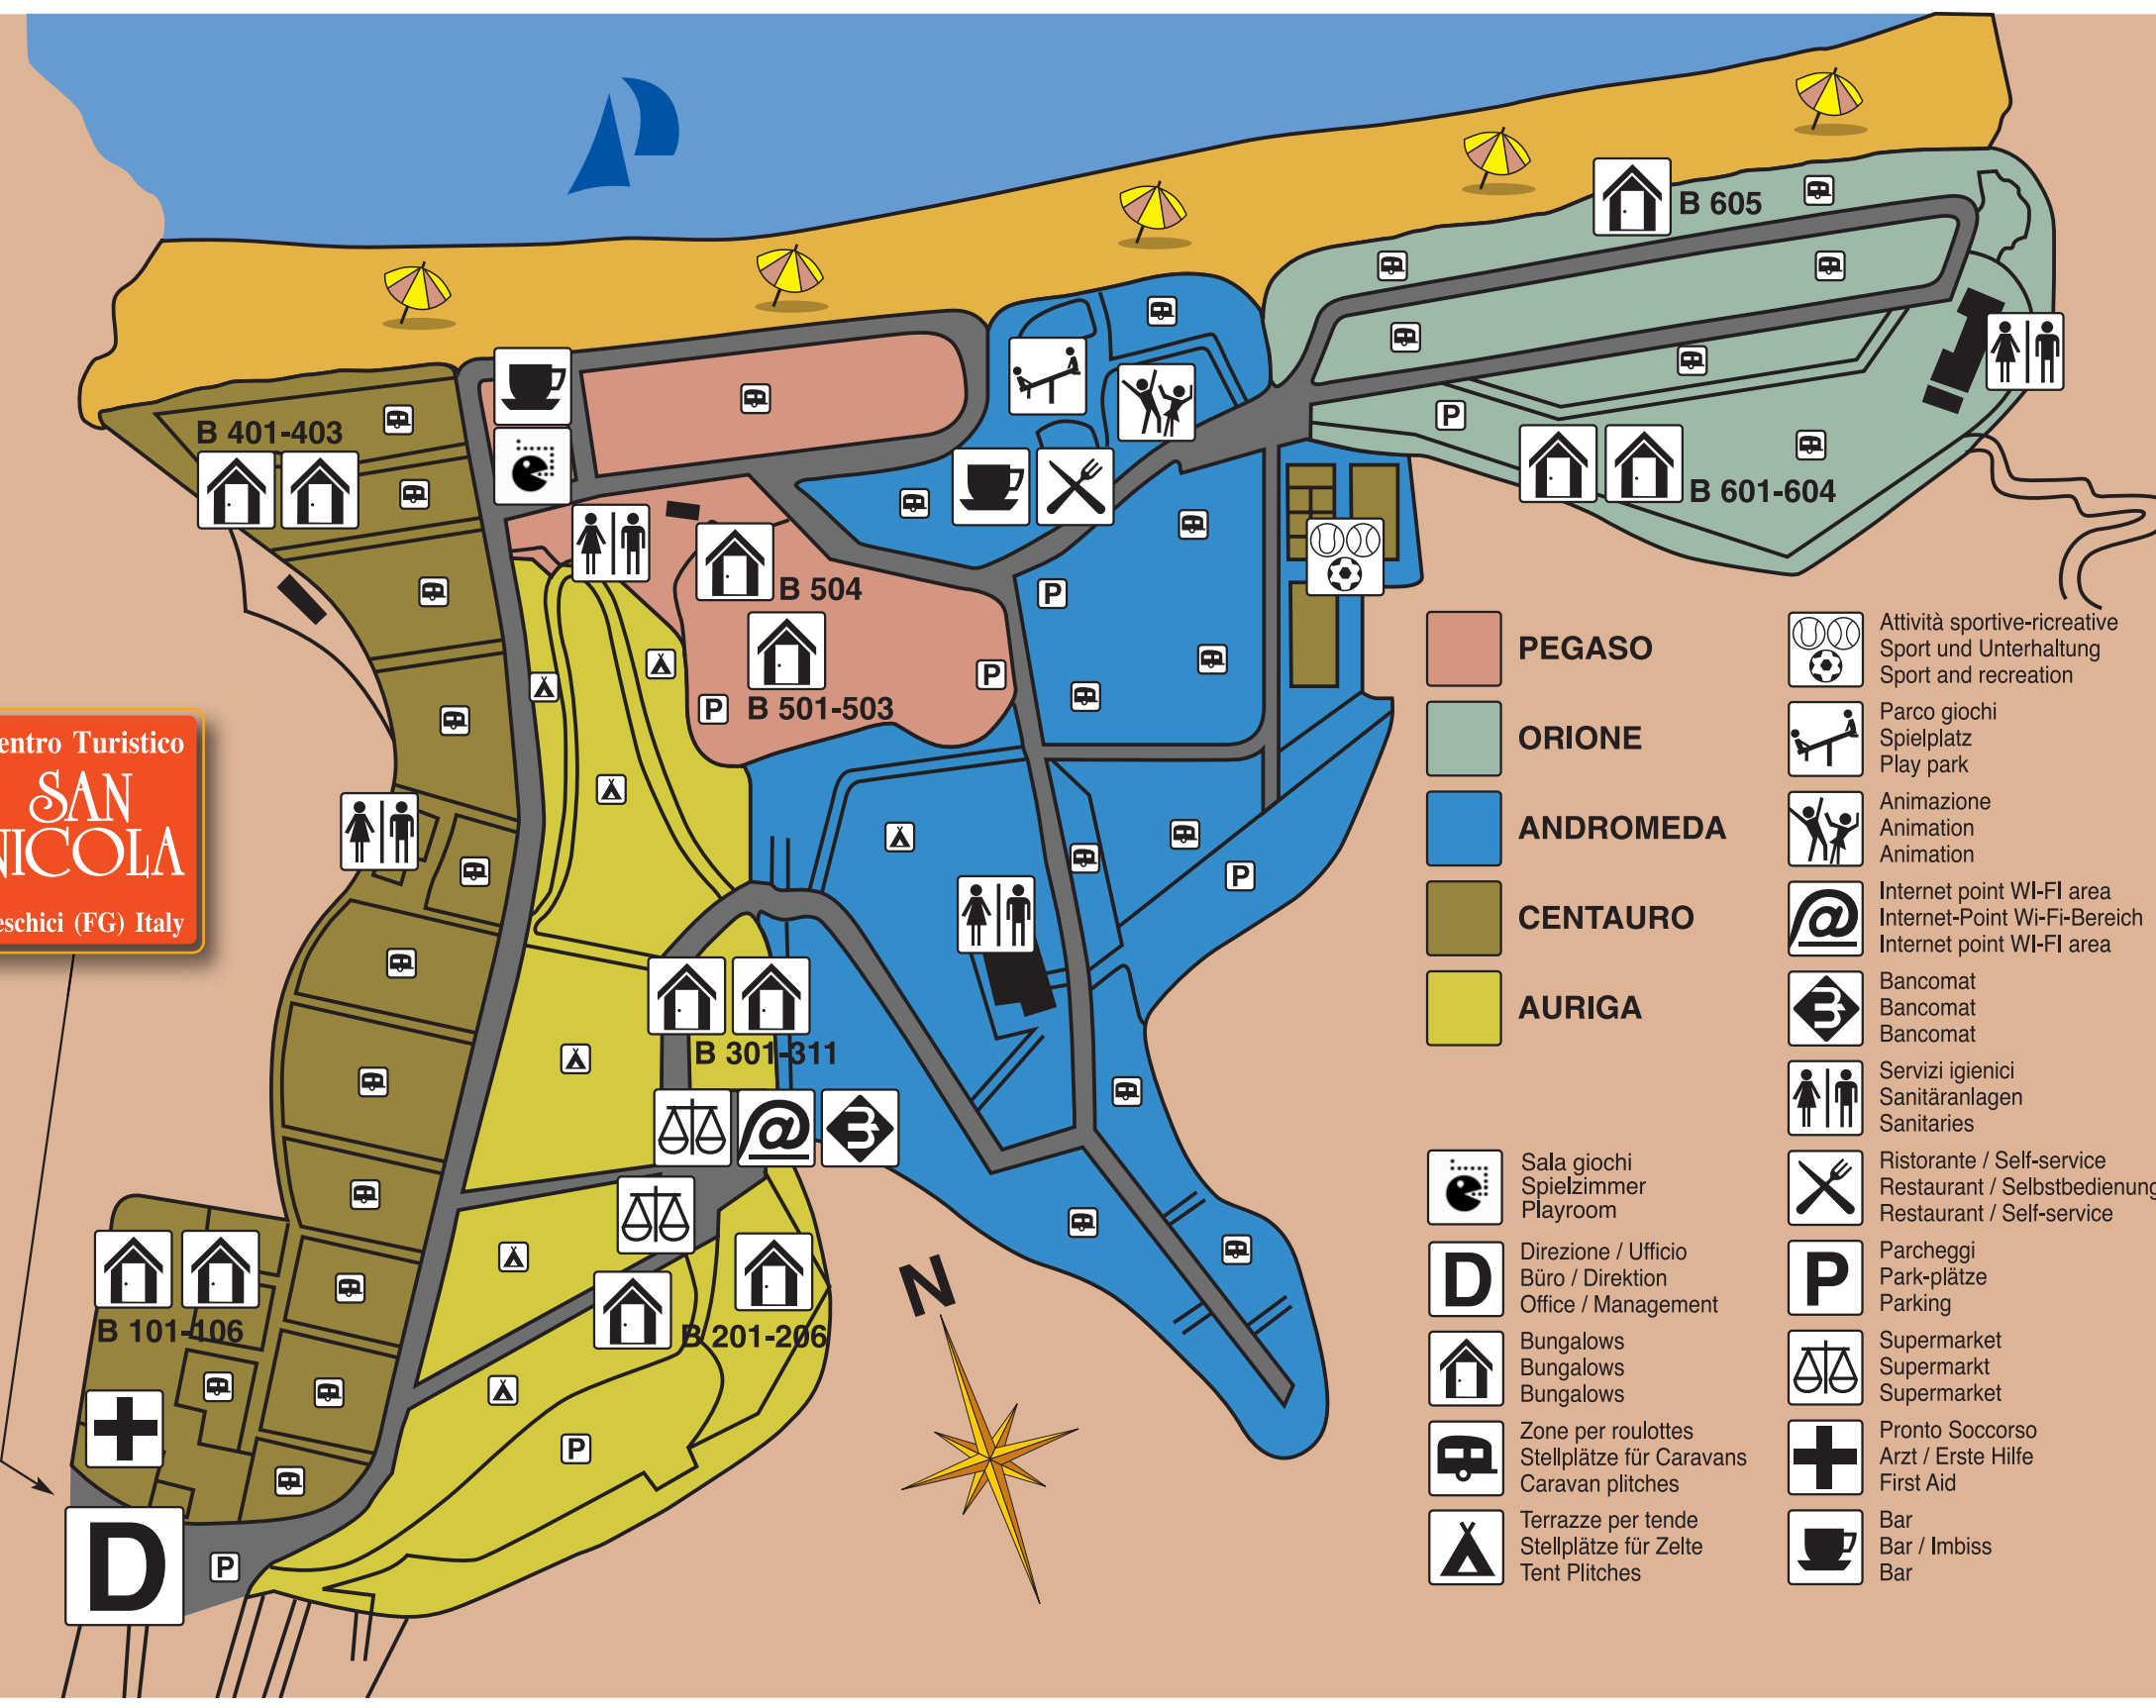 B 605
B 401-403
B 601-604
P
B 504
P
P
P
B 501-503
PEGASO
ORIONE
ANDROMEDA
CENTAURO
AURIGA
Attività sportive-ricreative
Sport und Unterhaltung
Sport and recreation
Parco giochi
Spielplatz
Play park
Animazione
Animation
Animation
Internet point WI-FI area
Internet-Point Wi-Fi-Bereich
Internet point WI-FI area
Bancomat
Bancomat
Bancomat
Servizi igienici
Sanitäranlagen
Sanitaries
Ristorante / Self-service
Restaurant / Selbstbedienung
Restaurant / Self-service
P
Parcheggi
Park-plätze
Parking
Supermarket
Supermarkt
Supermarket
Pronto Soccorso
Arzt / Erste Hilfe
First Aid
Bar
Bar / Imbiss
Bar
Sala giochi
Spielzimmer
Playroom
D
Direzione / Ufficio
Büro / Direktion
Office / Management
Bungalows
Bungalows
Bungalows
Zone per roulottes
Stellplätze für Caravans
Caravan plitches
Terrazze per tende
Stellplätze für Zelte
Tent Plitches
entro Turistico
SAN
NICOLA
eschici (FG) Italy
P
B 301-311
@
B 101-106
B 201-206
N
P
D
P